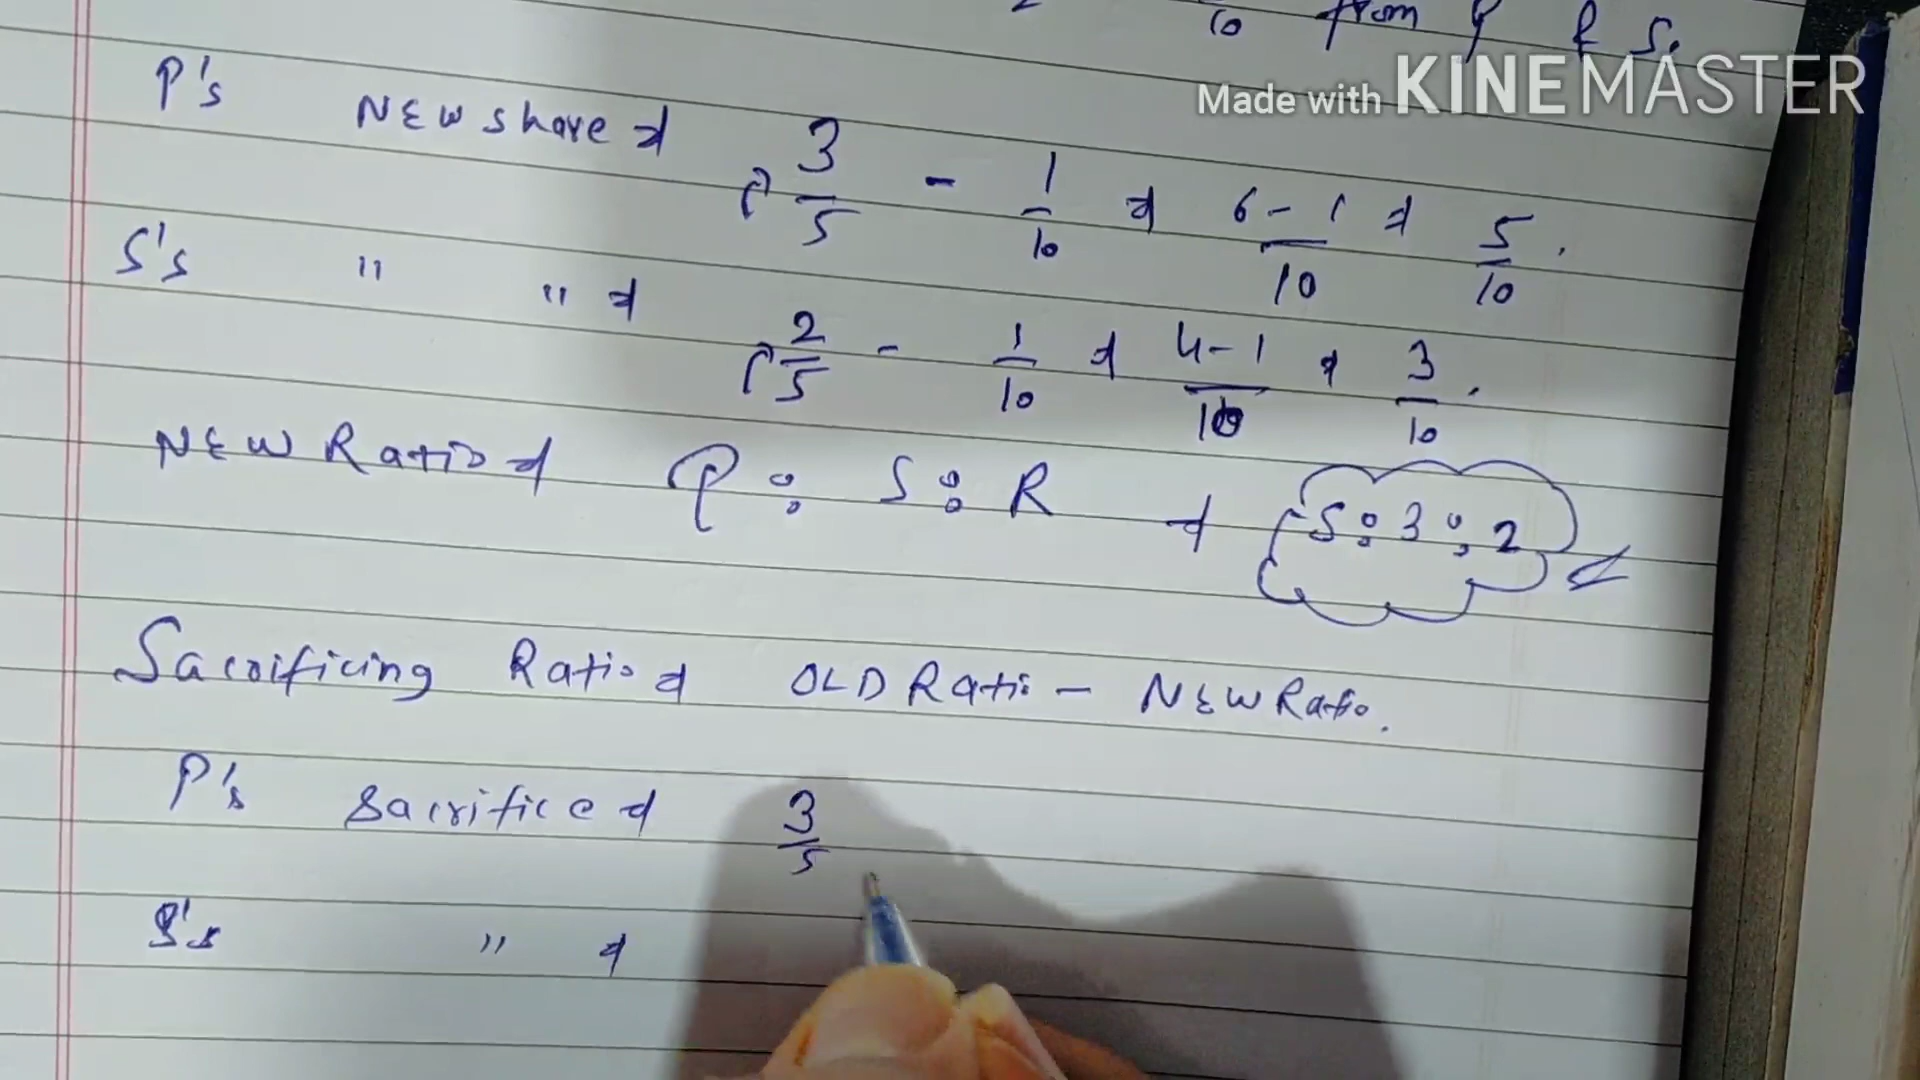 10 from P & S.
Made with KINEMASTER
P's NEW share ⇒ P 3/5 - 1/10 ⇒ 6-1/10 ⇒ 5/10.
S's " " ⇒ P 2/5 - 1/10 ⇒ 4-1/10 ⇒ 3/10.
NEW Ratio ⇒ P : S : R ⇒ 5 : 3 : 2
Sacrificing Ratio ⇒ OLD Ratio - NEW Ratio.
P's Sacrifice ⇒ 3/5
S's " ⇒